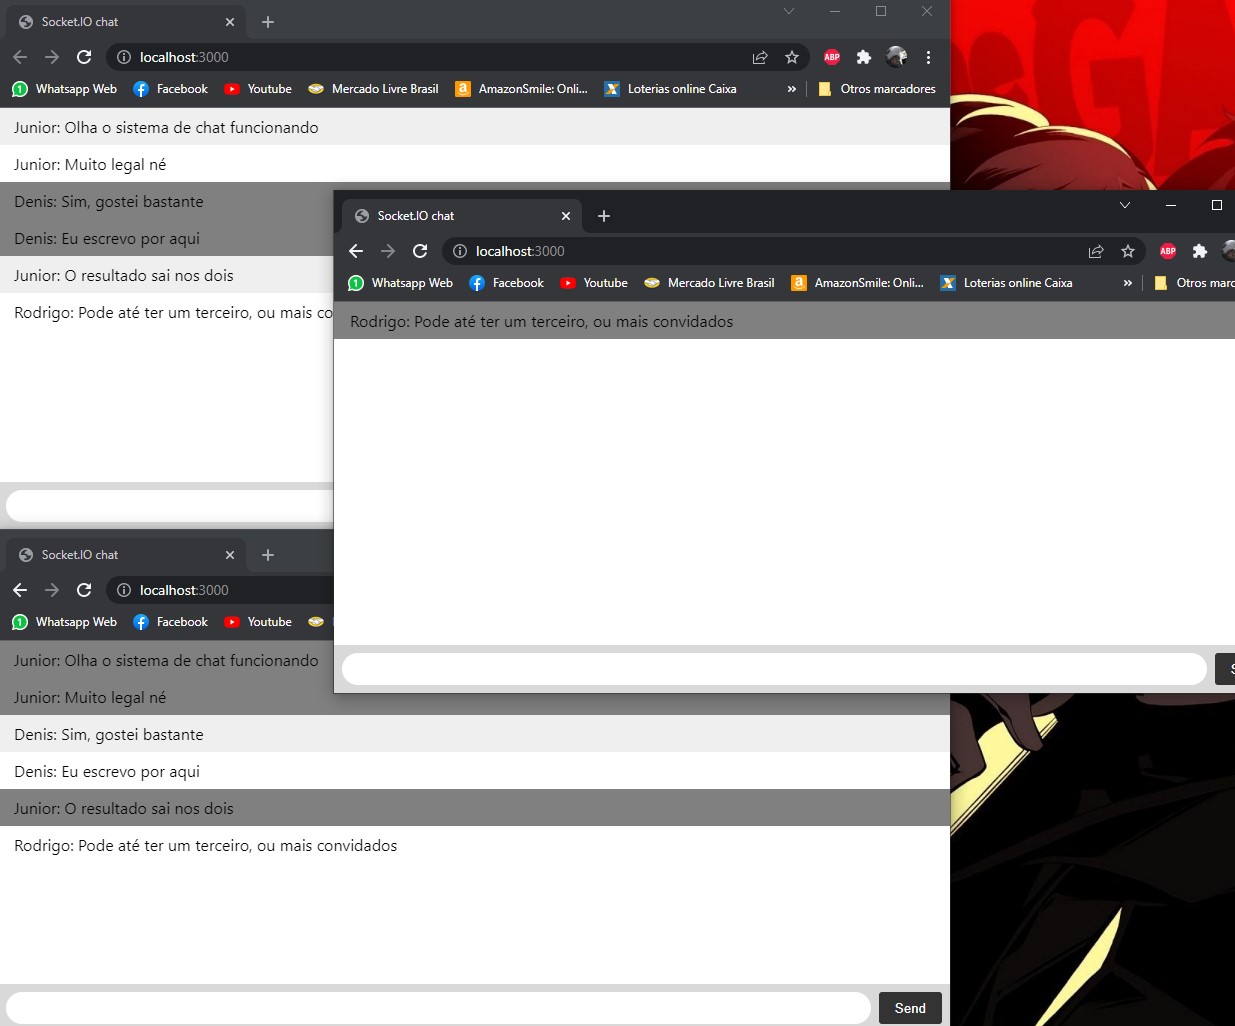 Socket.IO chat
localhost:3000
ABP
Whatsapp Web Facebook Youtube Mercado Livre Brasil AmazonSmile: Onli... Loterias online Caixa » Otros marcadores
Junior: Olha o sistema de chat funcionando
Junior: Muito legal né
Denis: Sim, gostei bastante
Denis: Eu escrevo por aqui
Junior: O resultado sai nos dois
Rodrigo: Pode até ter um terceiro, ou mais co
Socket.IO chat
localhost:3000
ABP
Whatsapp Web Facebook Youtube Mercado Livre Brasil AmazonSmile: Onli... Loterias online Caixa » Otros marc
Rodrigo: Pode até ter um terceiro, ou mais convidados
Socket.IO chat
localhost:3000
Whatsapp Web Facebook Youtube
Junior: Olha o sistema de chat funcionando
Junior: Muito legal né
Denis: Sim, gostei bastante
Denis: Eu escrevo por aqui
Junior: O resultado sai nos dois
Rodrigo: Pode até ter um terceiro, ou mais convidados
Send